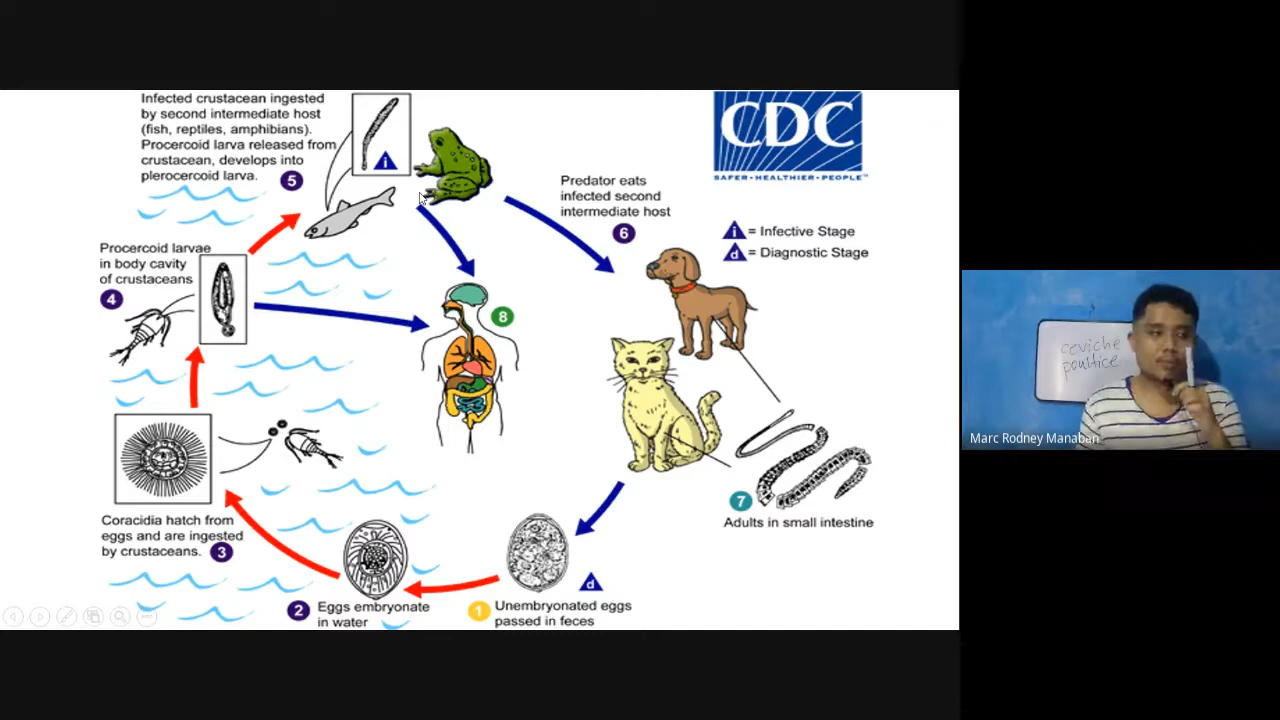 Infected crustacean ingested
by second intermediate host
(fish, reptiles, amphibians).
Procercoid larva released from
crustacean, develops into
plerocercoid larva. 5
i
CDC
SAFER•HEALTHIER•PEOPLE™
Predator eats
infected second
intermediate host
6
i = Infective Stage
d = Diagnostic Stage
Procercoid larvae
in body cavity
of crustaceans
4
8
ceviche
poultice
Marc Rodney Manaban
7
Adults in small intestine
Coracidia hatch from
eggs and are ingested
by crustaceans. 3
d
2 Eggs embryonate
in water
1 Unembryonated eggs
passed in feces